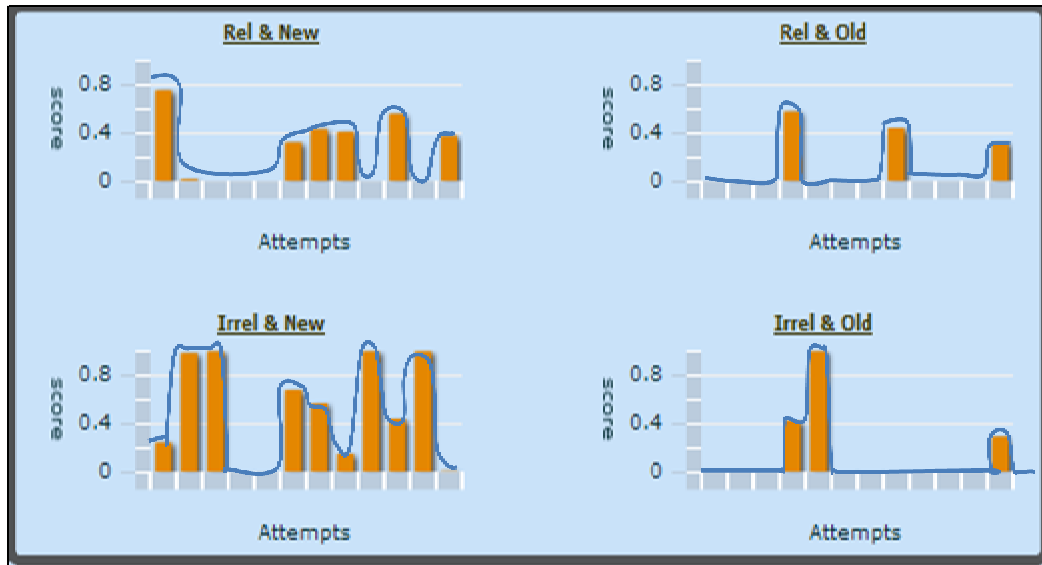 Rel & New
0.8
score
0.4
0
Attempts
Rel & Old
0.8
score
0.4
0
Attempts
Irrel & New
0.8
score
0.4
0
Attempts
Irrel & Old
0.8
score
0.4
0
Attempts